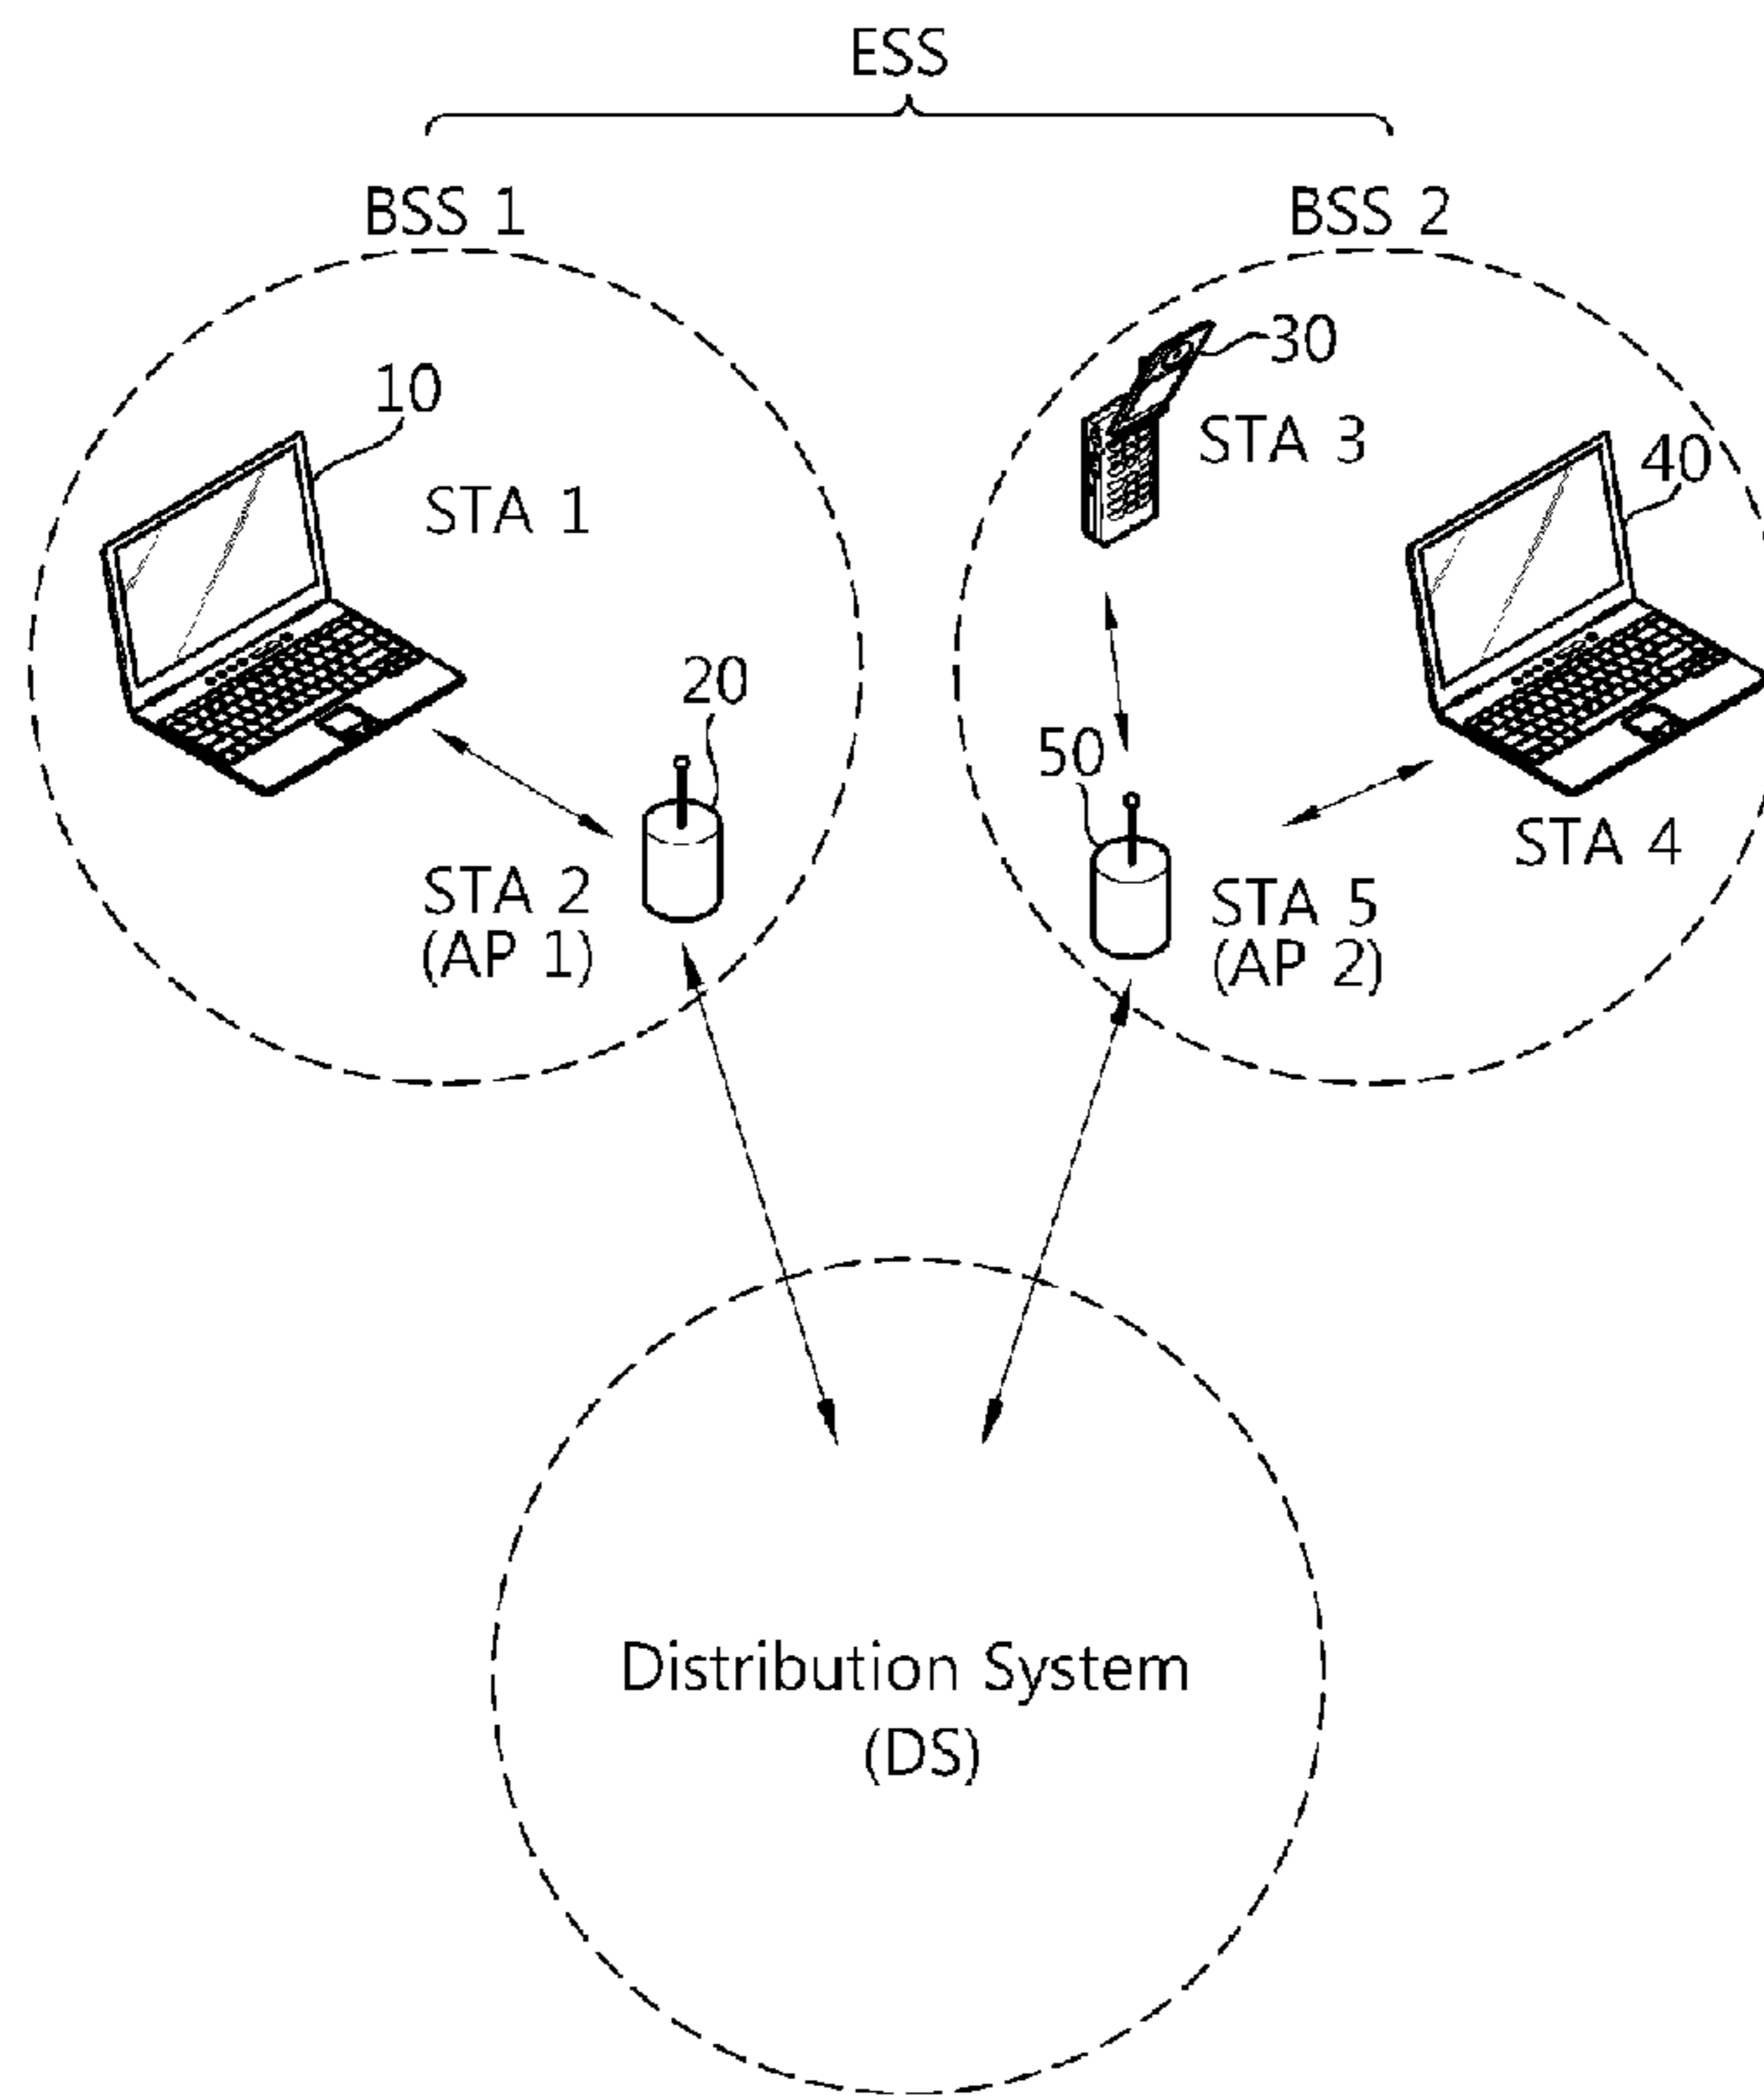 ESS
BSS 1
BSS 2
10
STA 1
20
STA 2
(AP 1)
30
STA 3
40
STA 4
50
STA 5
(AP 2)
Distribution System
(DS)